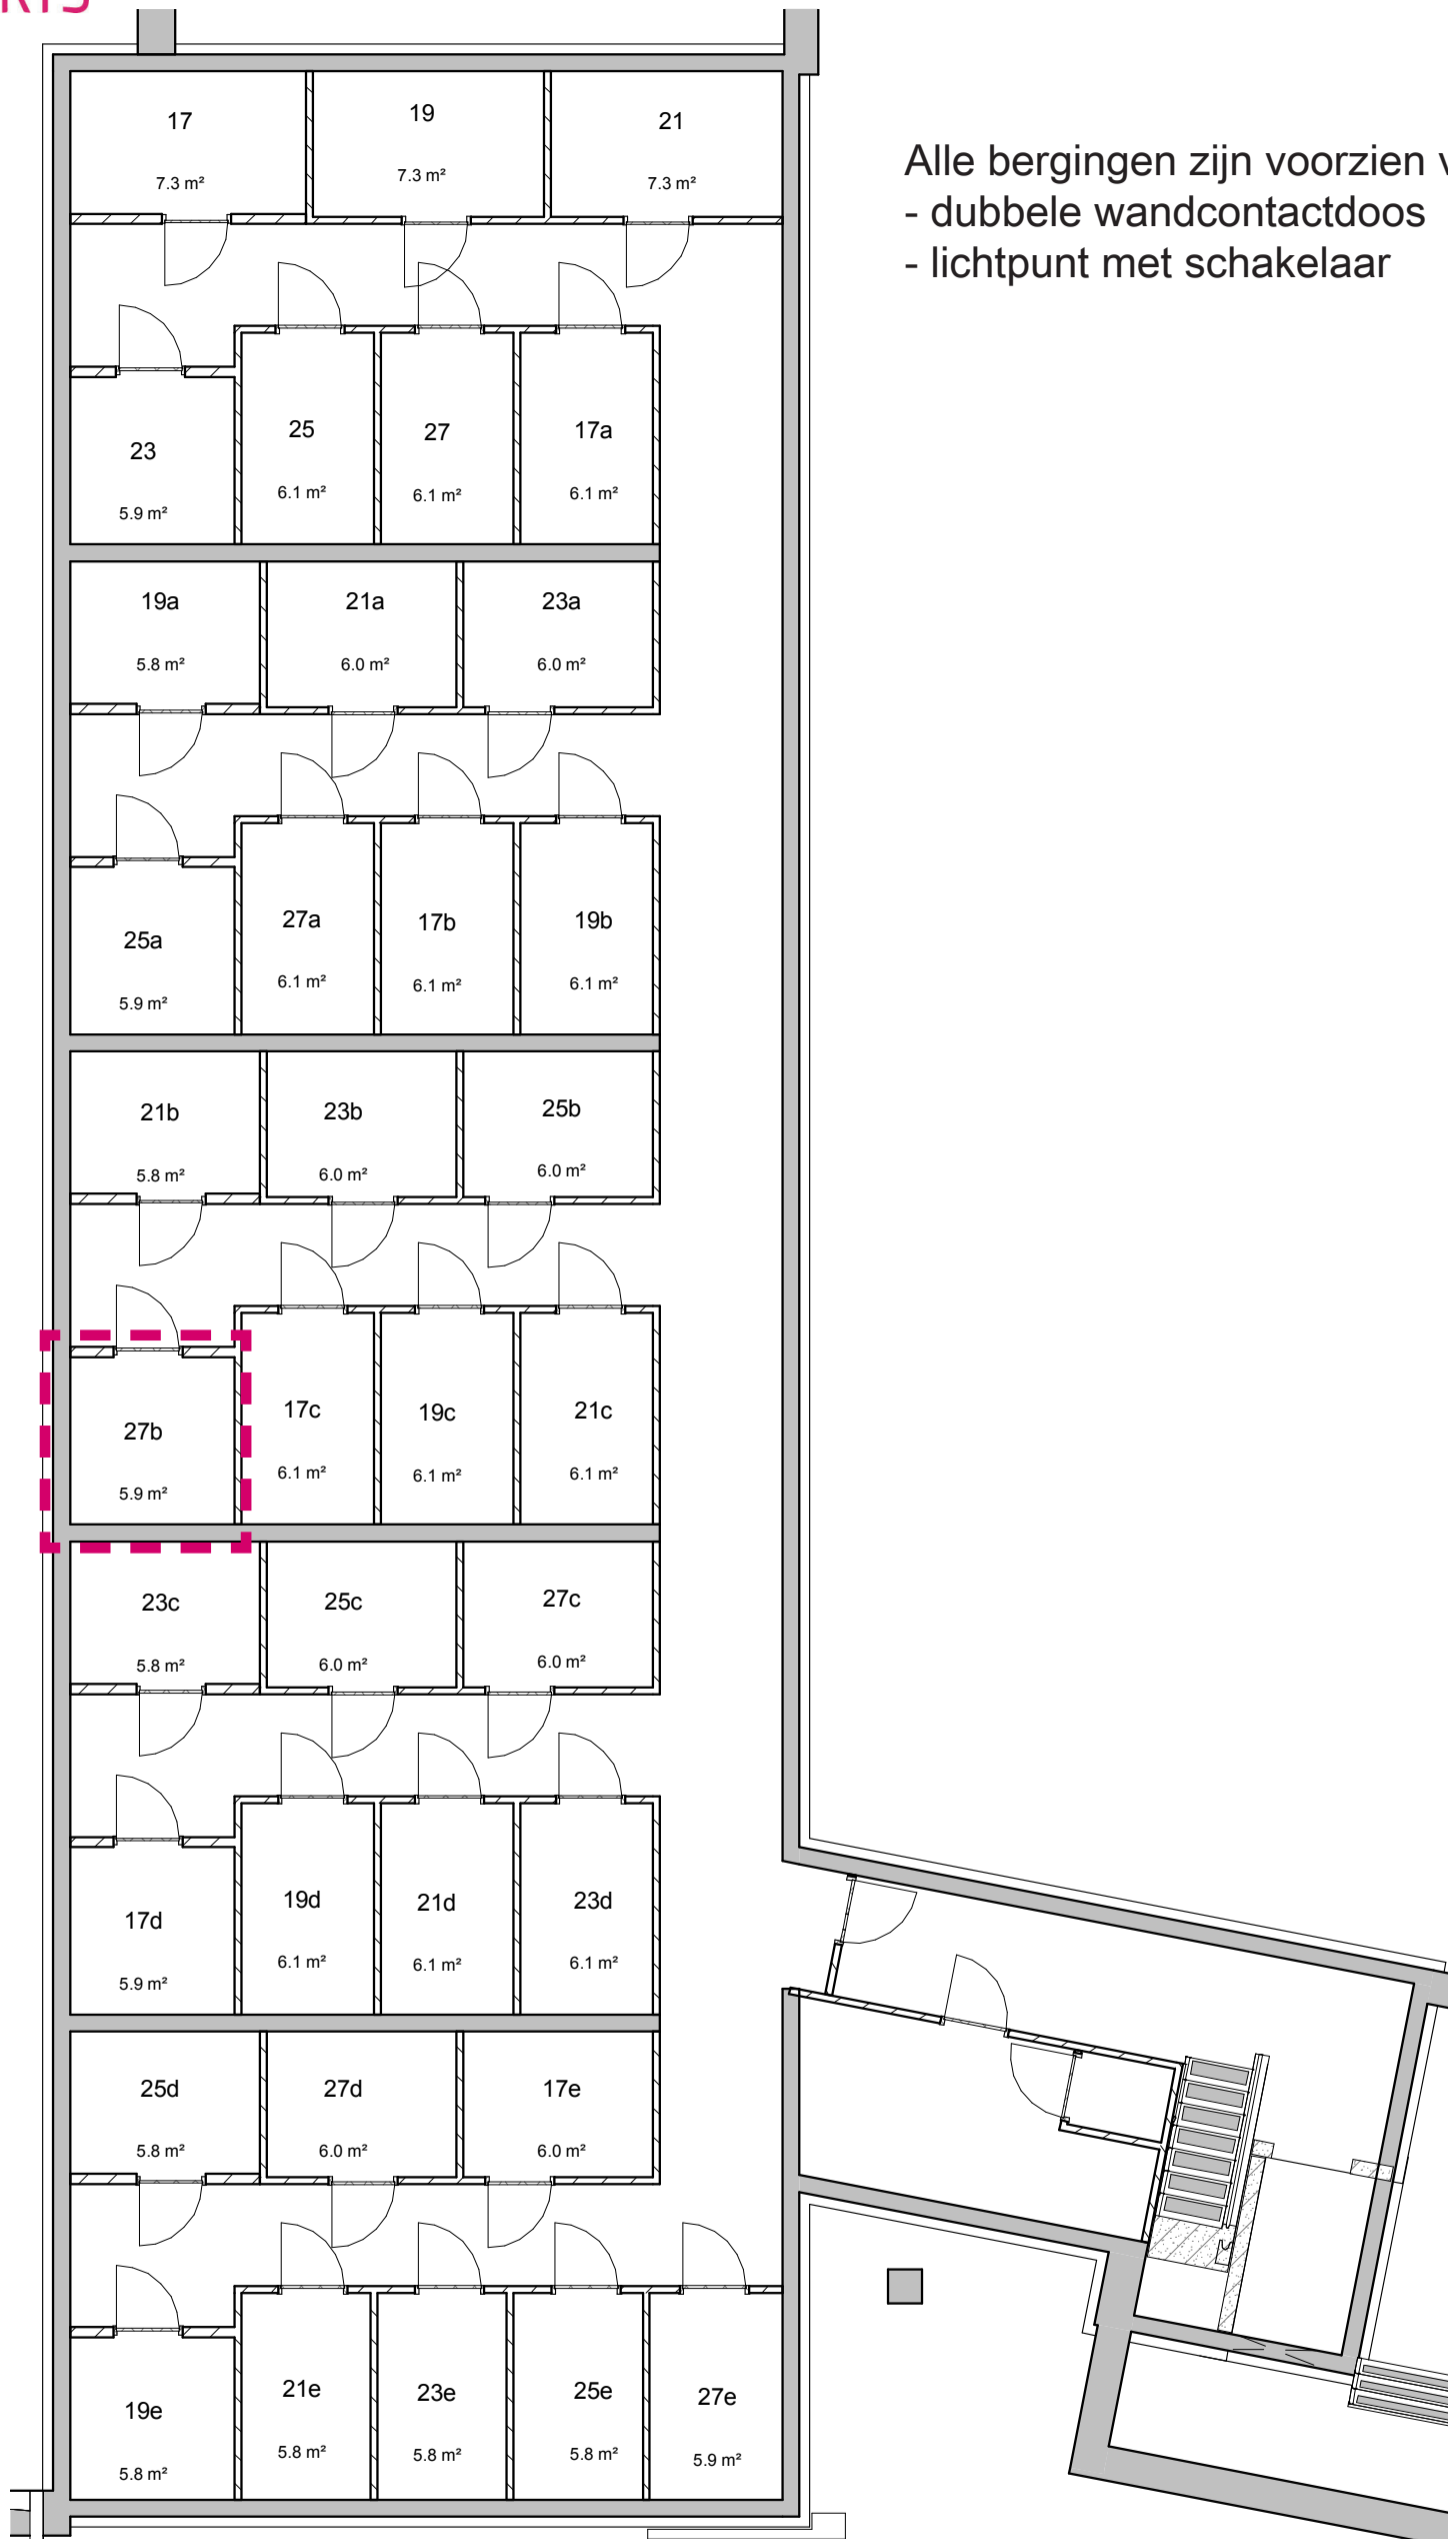 17
19
21
7.3 m²
7.3 m²
7.3 m²
Alle bergingen zijn voorzien
- dubbele wandcontactdoos
- lichtpunt met schakelaar
23
25
27
17a
5.9 m²
6.1 m²
6.1 m²
6.1 m²
19a
21a
23a
5.8 m²
6.0 m²
6.0 m²
25a
27a
17b
19b
5.9 m²
6.1 m²
6.1 m²
6.1 m²
21b
23b
25b
5.8 m²
6.0 m²
6.0 m²
27b
17c
19c
21c
5.9 m²
6.1 m²
6.1 m²
6.1 m²
23c
25c
27c
5.8 m²
6.0 m²
6.0 m²
17d
19d
21d
23d
5.9 m²
6.1 m²
6.1 m²
6.1 m²
25d
27d
17e
5.8 m²
6.0 m²
6.0 m²
19e
21e
23e
25e
27e
5.8 m²
5.8 m²
5.8 m²
5.8 m²
5.9 m²